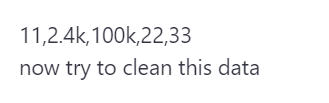 11,2.4k,100k,22,33
now try to clean this data